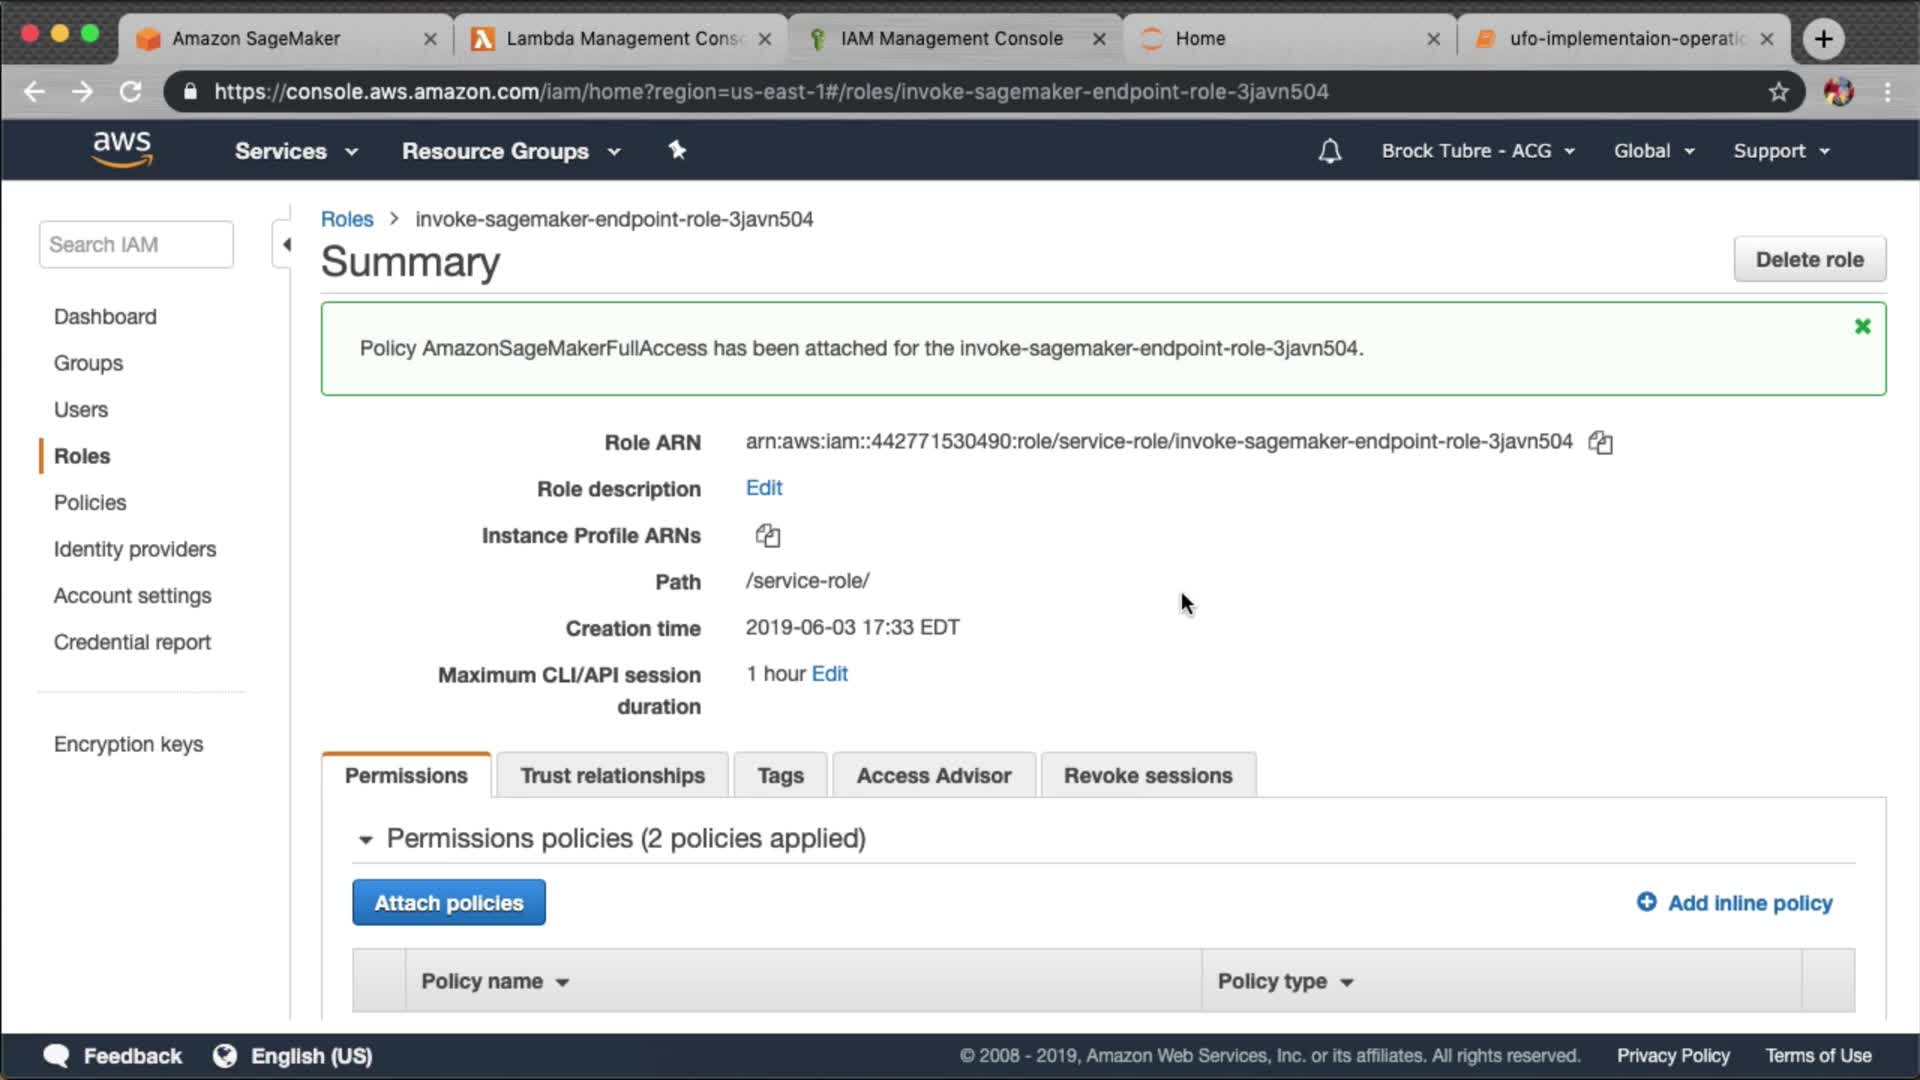 Amazon SageMaker
Lambda Management Conso
IAM Management Console
Home
ufo-implementaion-operatio
https://console.aws.amazon.com/iam/home?region=us-east-1#/roles/invoke-sagemaker-endpoint-role-3javn504
aws
Services
Resource Groups
Brock Tubre - ACG
Global
Support
Search IAM
Dashboard
Groups
Users
Roles
Policies
Identity providers
Account settings
Credential report
Encryption keys
Roles > invoke-sagemaker-endpoint-role-3javn504
Summary
Delete role
Policy AmazonSageMakerFullAccess has been attached for the invoke-sagemaker-endpoint-role-3javn504.
Role ARN arn:aws:iam::442771530490:role/service-role/invoke-sagemaker-endpoint-role-3javn504
Role description Edit
Instance Profile ARNs
Path /service-role/
Creation time 2019-06-03 17:33 EDT
Maximum CLI/API session 1 hour Edit
duration
Permissions
Trust relationships
Tags
Access Advisor
Revoke sessions
Permissions policies (2 policies applied)
Attach policies
Add inline policy
Policy name
Policy type
Feedback
English (US)
© 2008 - 2019, Amazon Web Services, Inc. or its affiliates. All rights reserved.
Privacy Policy
Terms of Use